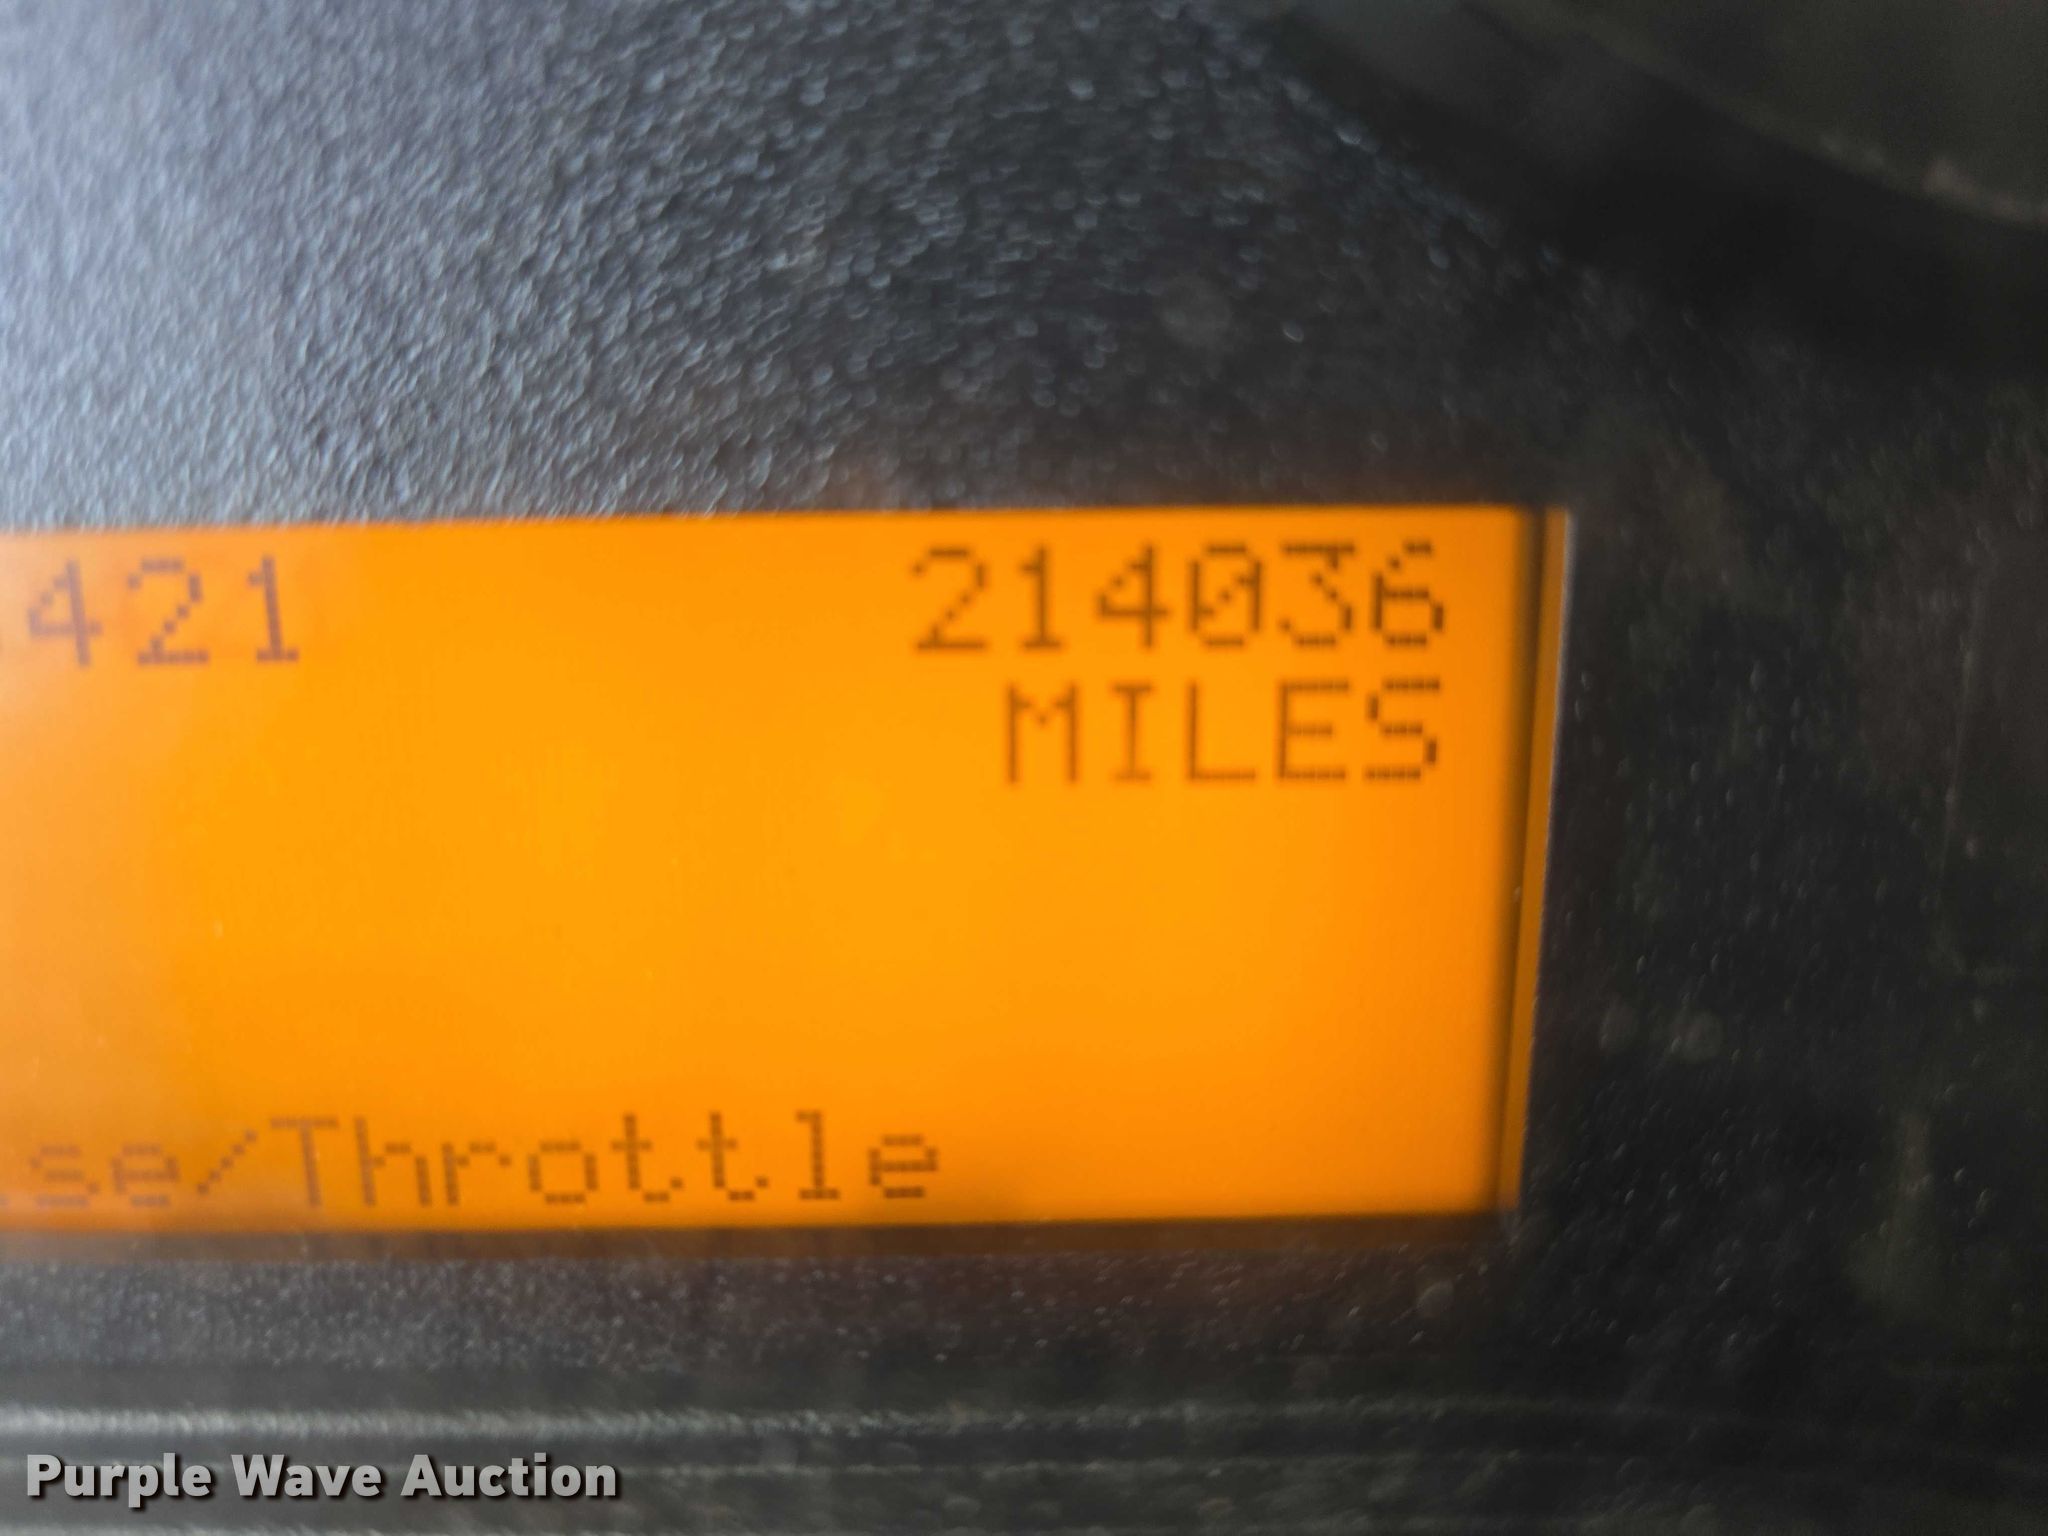 421 214036
MILES
se/Throttle
Purple Wave Auction